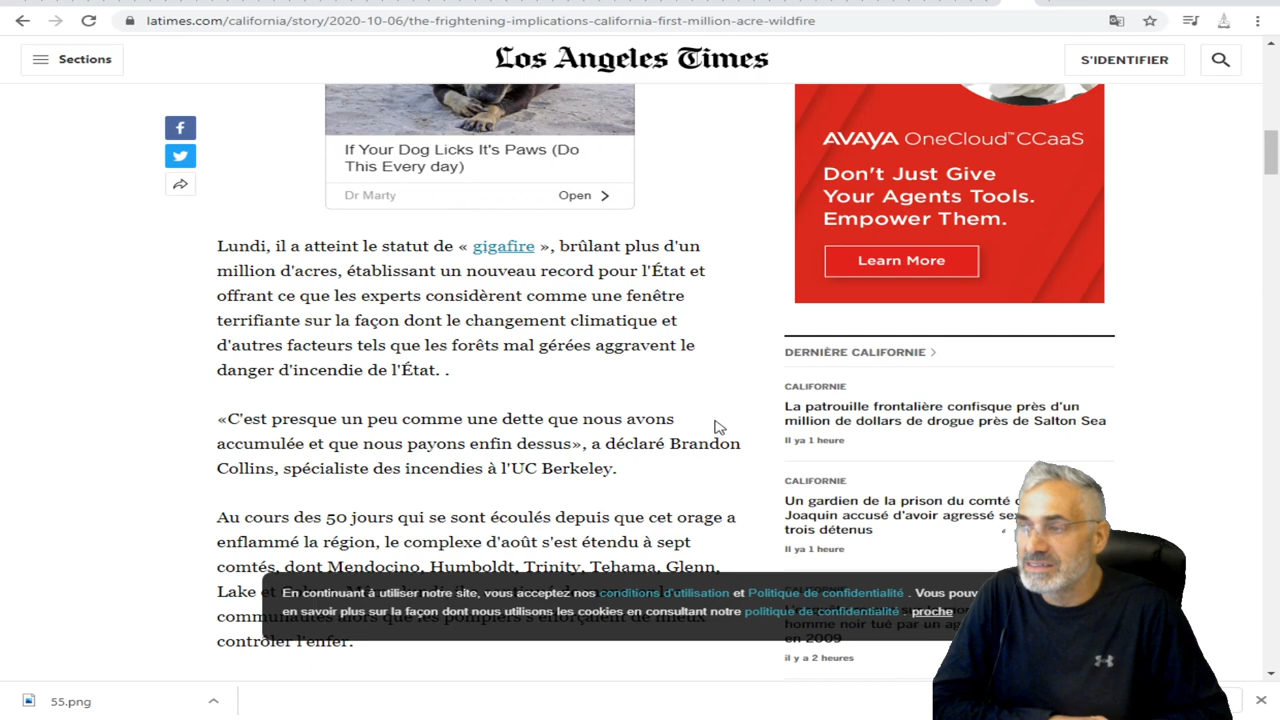 latimes.com/california/story/2020-10-06/the-frightening-implications-california-first-million-acre-wildfire
Sections
Los Angeles Times
S'IDENTIFIER
If Your Dog Licks It's Paws (Do
This Every day)
Dr Marty
Open
AVAYA OneCloud™CCaaS
Don't Just Give
Your Agents Tools.
Empower Them.
Learn More
Lundi, il a atteint le statut de « gigafire », brûlant plus d'un
million d'acres, établissant un nouveau record pour l'État et
offrant ce que les experts considèrent comme une fenêtre
terrifiante sur la façon dont le changement climatique et
d'autres facteurs tels que les forêts mal gérées aggravent le
danger d'incendie de l'État. .
«C'est presque un peu comme une dette que nous avons
accumulée et que nous payons enfin dessus», a déclaré Brandon
Collins, spécialiste des incendies à l'UC Berkeley.
Au cours des 50 jours qui se sont écoulés depuis que cet orage a
enflammé la région, le complexe d'août s'est étendu à sept
comtés, dont Mendocino, Humboldt, Trinity, Tehama, Glenn,
Lake
contrôler l'enfer.
DERNIÈRE CALIFORNIE
CALIFORNIE
La patrouille frontalière confisque près d'un
million de dollars de drogue près de Salton Sea
Il ya 1 heure
CALIFORNIE
Un gardien de la prison du comté
Joaquin accusé d'avoir agressé
trois détenus
Il ya 1 heure
homme noir tué par un
en 2009
il y a 2 heures
En continuant à utiliser notre site, vous acceptez nos conditions d'utilisation et Politique de confidentialité . Vous
en savoir plus sur la façon dont nous utilisons les cookies en consultant notre politique de confidentialité . proche
55.png